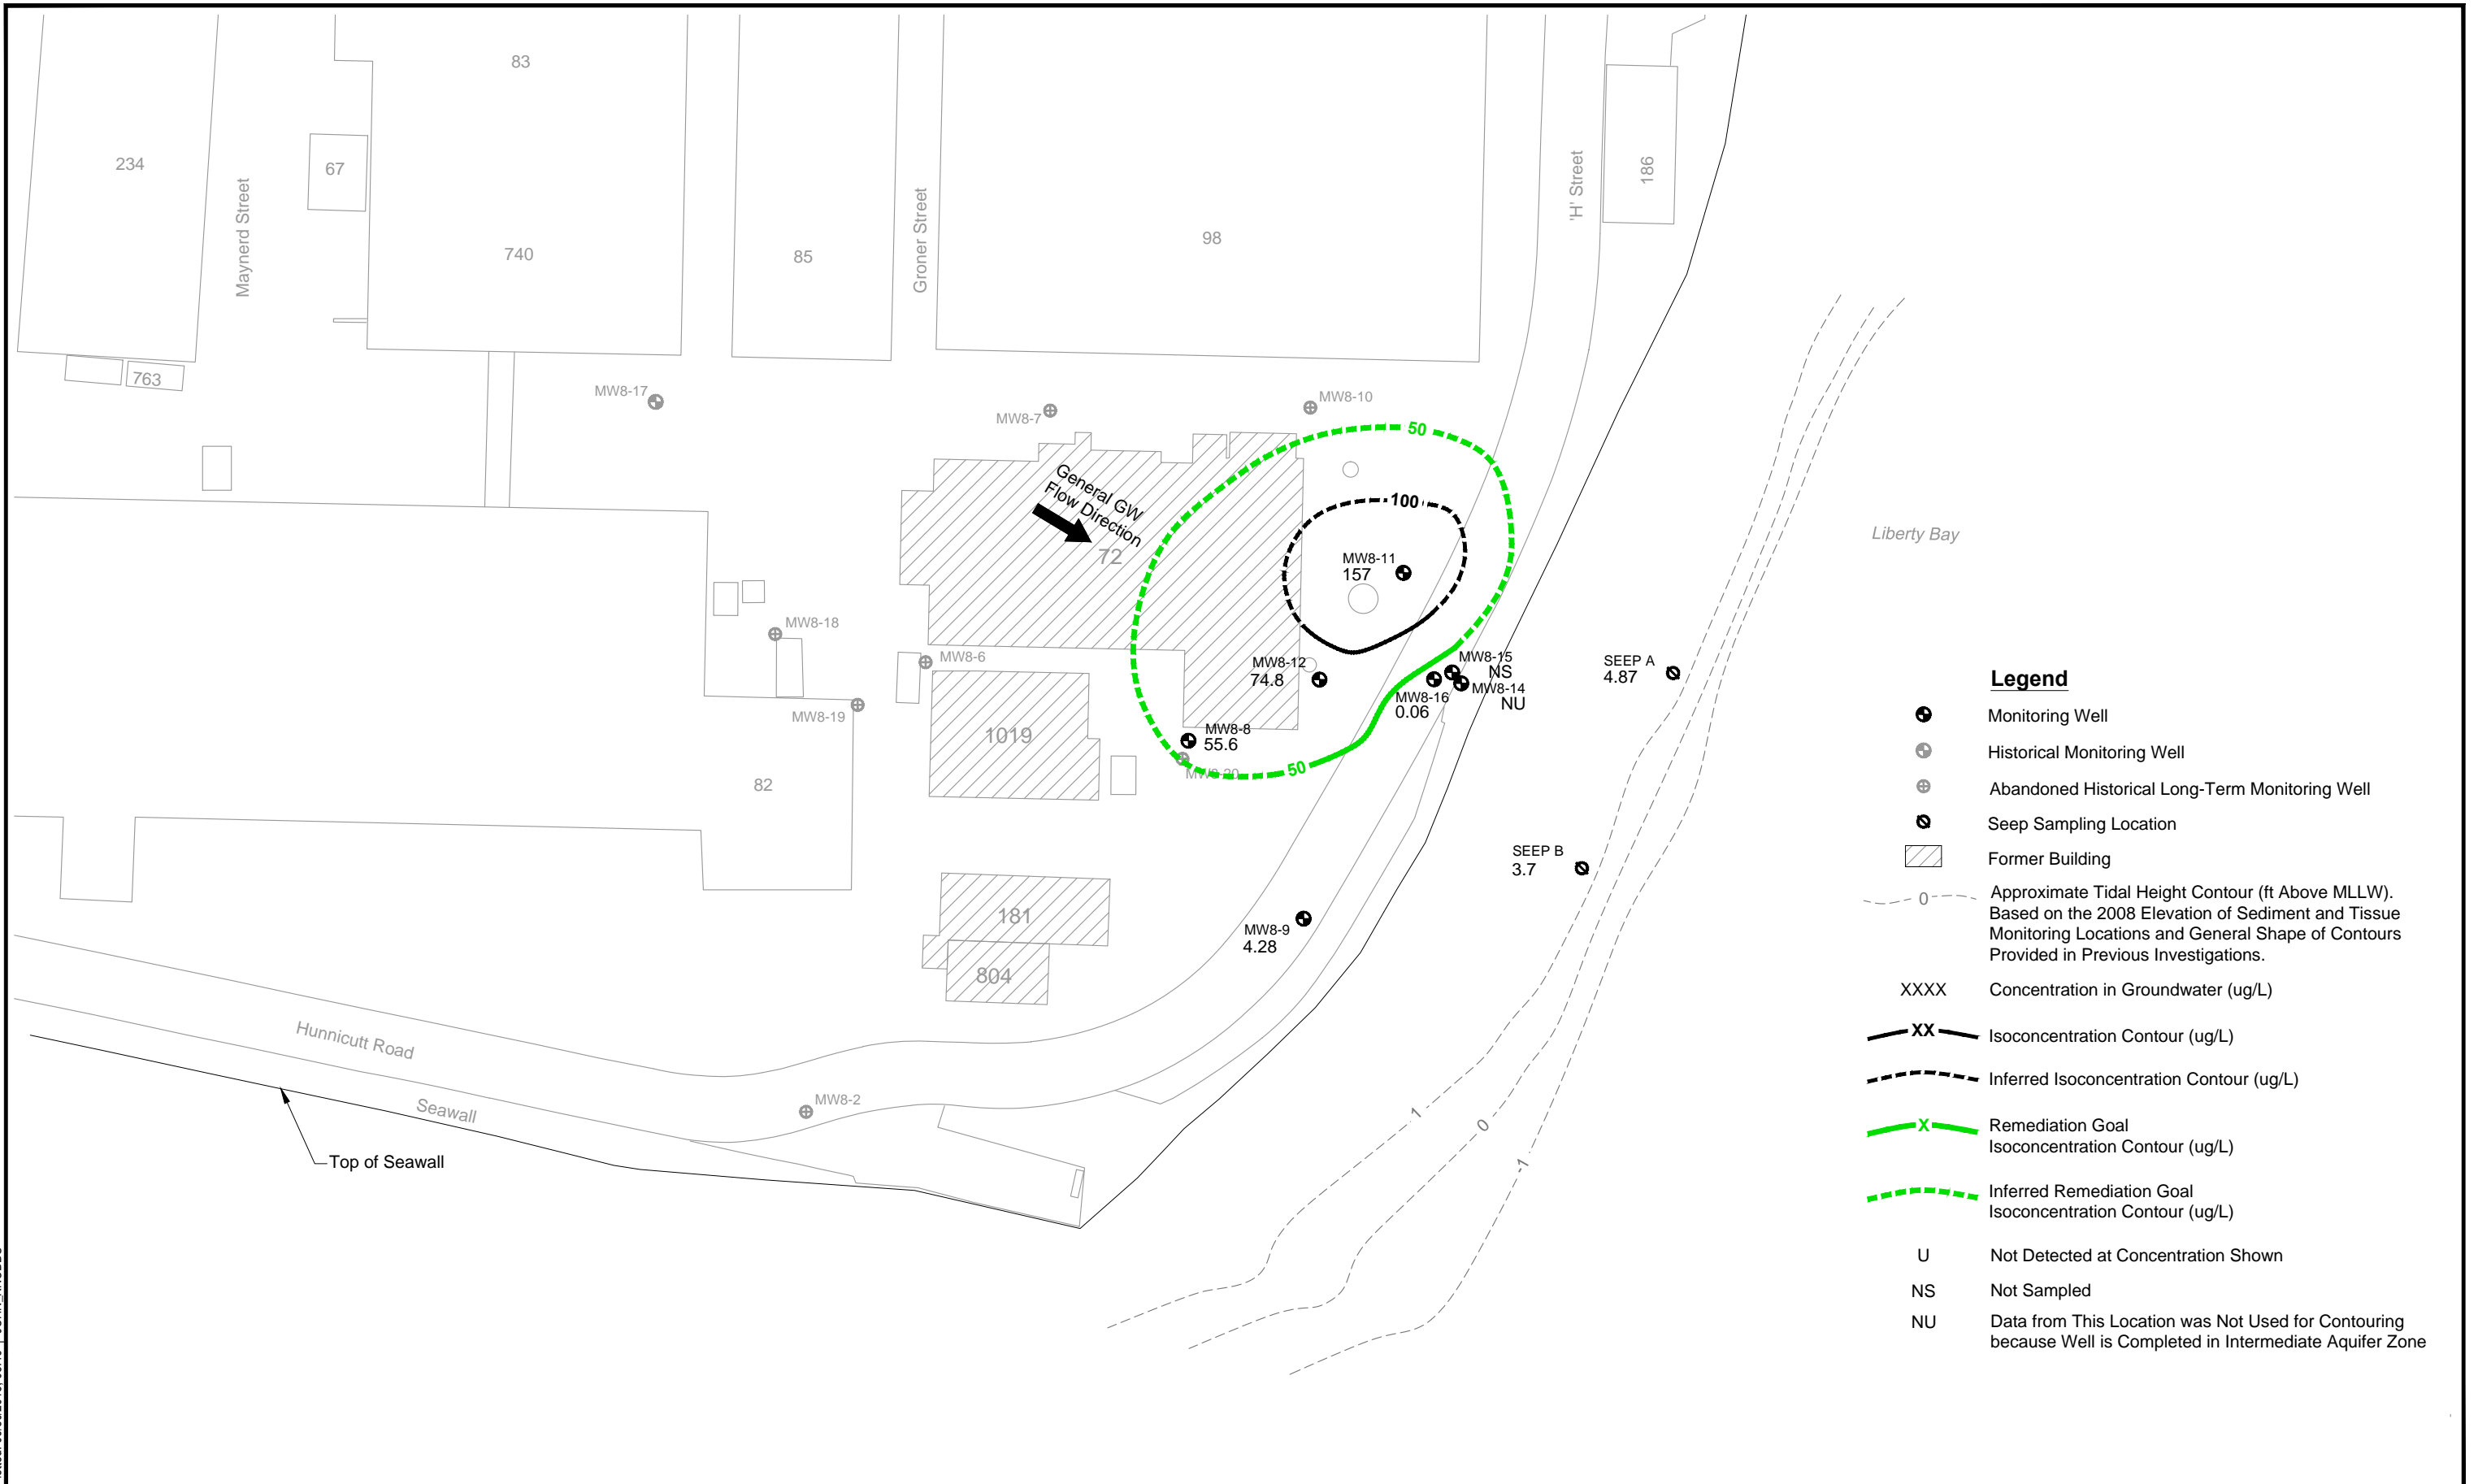 83
234
67
Maynerd Street
740
85
Groner Street
98
'H' Street
186
763
MW8-17
MW8-7
MW8-10
50
General GW
Flow Direction
72
100
MW8-11
157
Liberty Bay
MW8-18
MW8-6
MW8-19
1019
82
MW8-12
74.8
MW8-15
NS
MW8-14
NU
MW8-16
0.06
MW8-8
55.6
50
SEEP A
4.87
SEEP B
3.7
181
804
MW8-9
4.28
Hunnicutt Road
Seawall
MW8-2
Top of Seawall
1
0
-1
Legend
Monitoring Well
Historical Monitoring Well
Abandoned Historical Long-Term Monitoring Well
Seep Sampling Location
Former Building
0 Approximate Tidal Height Contour (ft Above MLLW).
Based on the 2008 Elevation of Sediment and Tissue
Monitoring Locations and General Shape of Contours
Provided in Previous Investigations.
XXXX Concentration in Groundwater (ug/L)
XX Isoconcentration Contour (ug/L)
Inferred Isoconcentration Contour (ug/L)
X Remediation Goal
Isoconcentration Contour (ug/L)
Inferred Remediation Goal
Isoconcentration Contour (ug/L)
U Not Detected at Concentration Shown
NS Not Sampled
NU Data from This Location was Not Used for Contouring
because Well is Completed in Intermediate Aquifer Zone